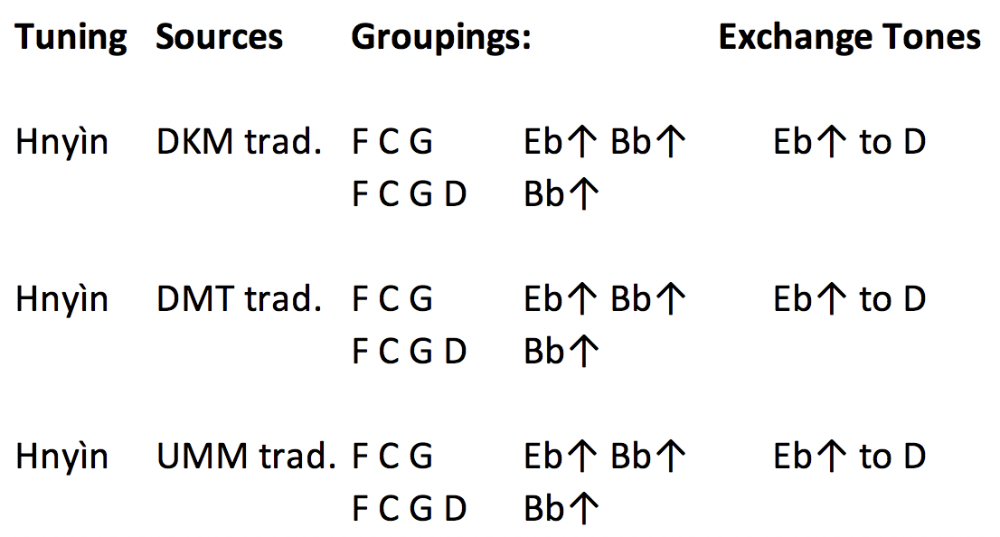 Tuning Sources Groupings: Exchange Tones
Hnyìn DKM trad. F C G Eb↑ Bb↑ Eb↑ to D
F C G D Bb↑
Hnyìn DMT trad. F C G Eb↑ Bb↑ Eb↑ to D
F C G D Bb↑
Hnyìn UMM trad. F C G Eb↑ Bb↑ Eb↑ to D
F C G D Bb↑